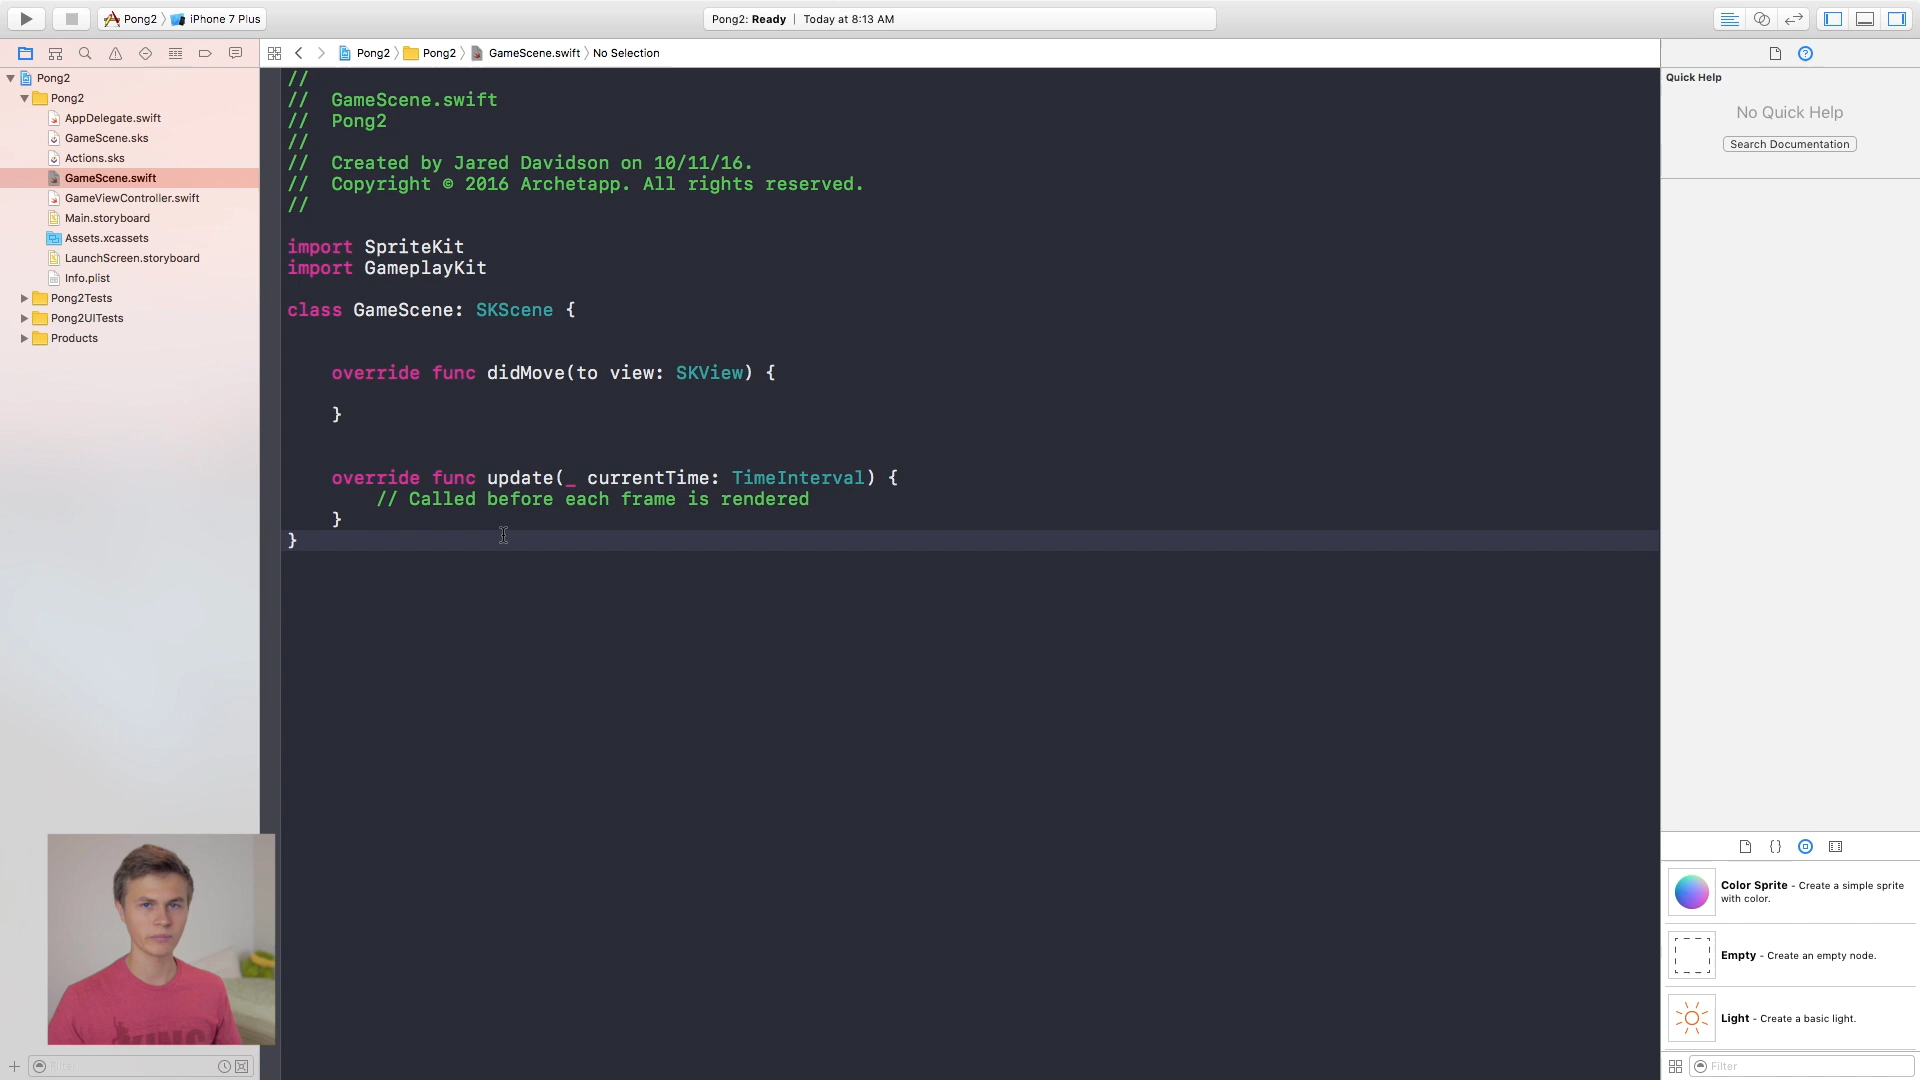 Pong2 iPhone 7 Plus
Pong2: Ready | Today at 8:13 AM
Pong2 Pong2 GameScene.swift No Selection
Pong2
Pong2
AppDelegate.swift
GameScene.sks
Actions.sks
GameScene.swift
GameViewController.swift
Main.storyboard
Assets.xcassets
LaunchScreen.storyboard
Info.plist
Pong2Tests
Pong2UITests
Products
Filter
//
//  GameScene.swift
//  Pong2
//
//  Created by Jared Davidson on 10/11/16.
//  Copyright © 2016 Archetapp. All rights reserved.
//
import SpriteKit
import GameplayKit
class GameScene: SKScene {
override func didMove(to view: SKView) {
}
override func update(_ currentTime: TimeInterval) {
// Called before each frame is rendered
}
}
Quick Help
No Quick Help
Search Documentation
{}
Color Sprite - Create a simple sprite
with color.
Empty - Create an empty node.
Light - Create a basic light.
Filter